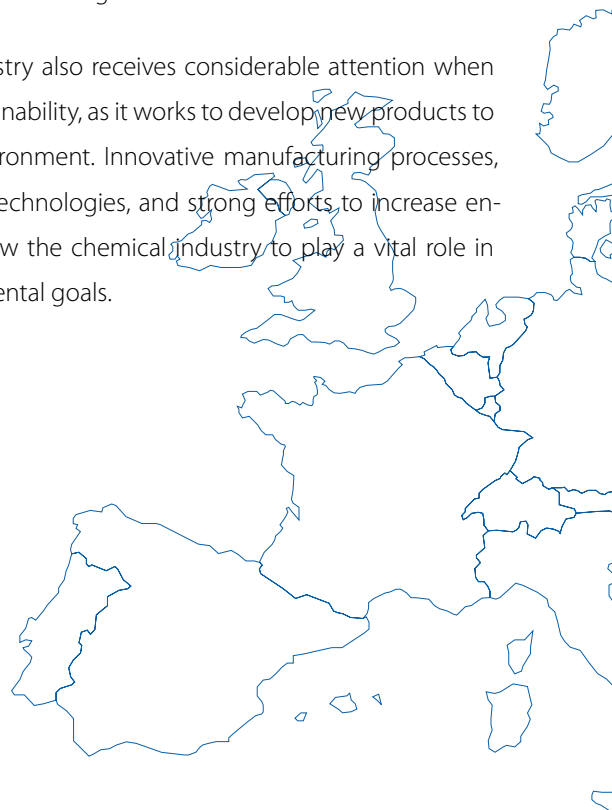 stry also receives considerable attention when
nability, as it works to develop new products to
ronment. Innovative manufacturing processes,
echnologies, and strong efforts to increase en-
w the chemical industry to play a vital role in
ental goals.